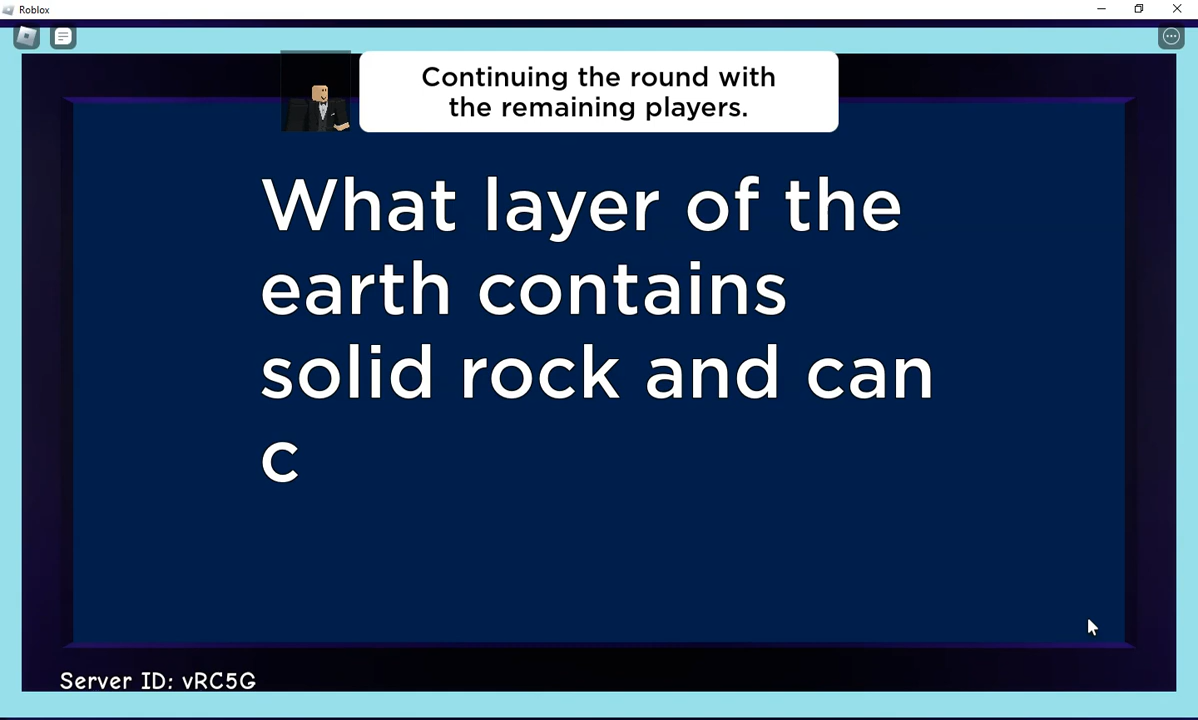 Roblox
Continuing the round with
the remaining players.
What layer of the
earth contains
solid rock and can
c
Server ID: vRC5G